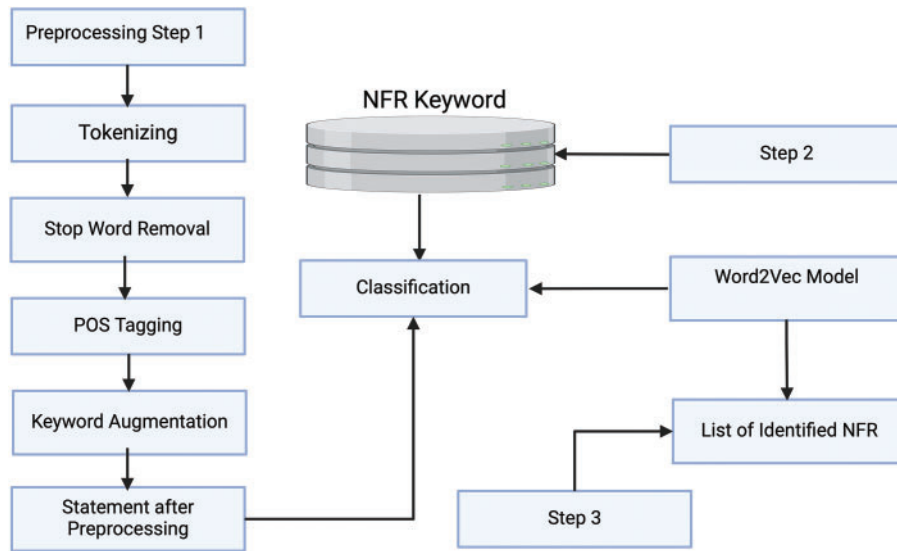 Preprocessing Step 1
Tokenizing
Stop Word Removal
POS Tagging
Keyword Augmentation
Statement after
Preprocessing
NFR Keyword
Classification
Step 2
Word2Vec Model
List of Identified NFR
Step 3